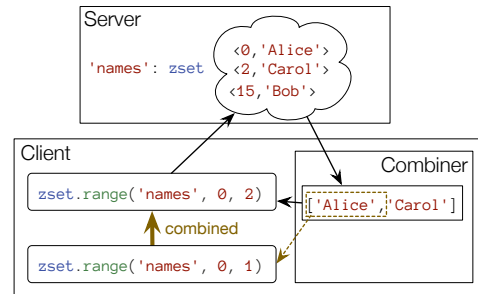 Server
<0,'Alice'>
'names': zset <2,'Carol'>
<15,'Bob'>
Client
Combiner
zset.range('names', 0, 2)
['Alice','Carol']
combined
zset.range('names', 0, 1)